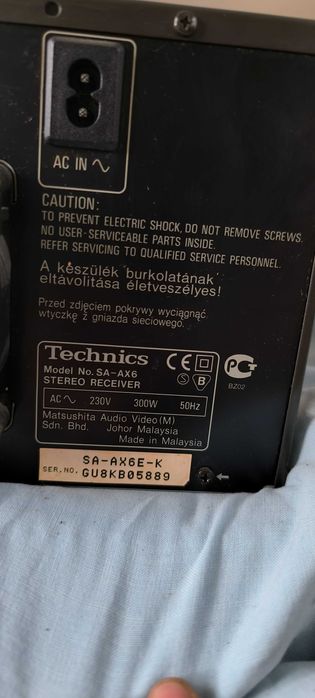 AC IN ∿
CAUTION:
TO PREVENT ELECTRIC SHOCK, DO NOT REMOVE SCREWS.
NO USER-SERVICEABLE PARTS INSIDE.
REFER SERVICING TO QUALIFIED SERVICE PERSONNEL.
A készülék burkolatának
eltávolítása életveszélyes!
Przed zdjęciem pokrywy wyciągnąć
wtyczkę z gniazda sieciowego.
Technics
Model No. SA-AX6
STEREO RECEIVER
CE
S B
PCT
BZ02
AC ∿ 230V 300W 50Hz
Matsushita Audio Video (M)
Sdn. Bhd. Johor Malaysia
Made in Malaysia
SA-AX6E-K
SER.NO. GU8KB05889